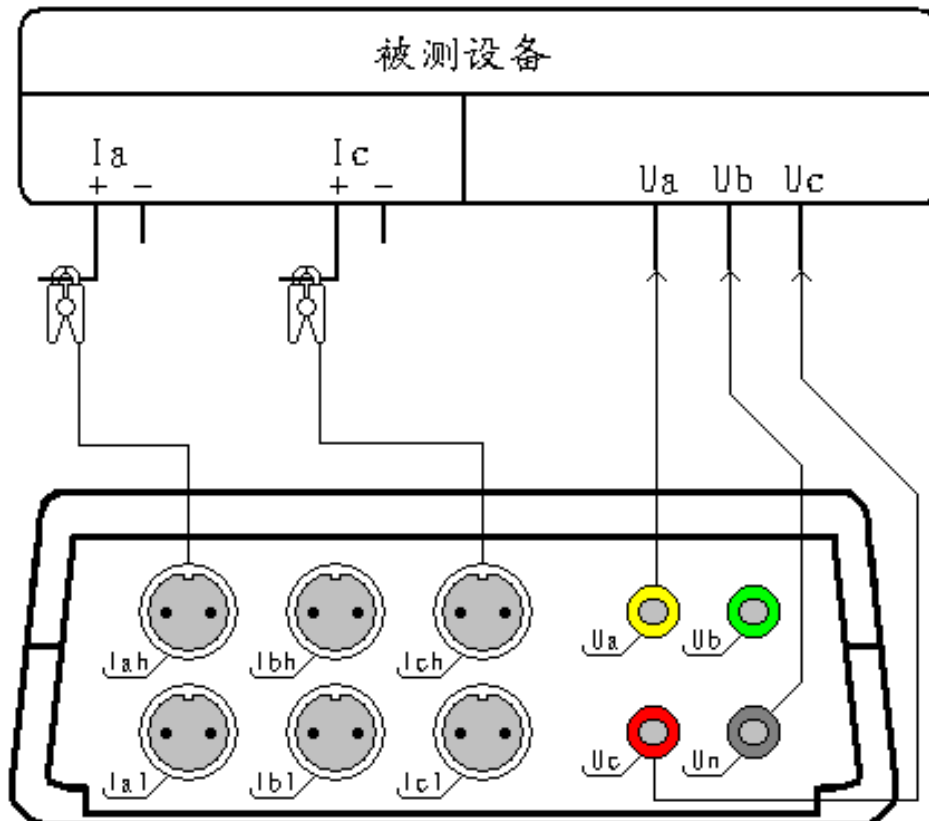 被测设备
Ia Ic
+ - + -
Ua Ub Uc
Iah Ibh Ich Ua Ub
Ial Ibl Icl Uc Un